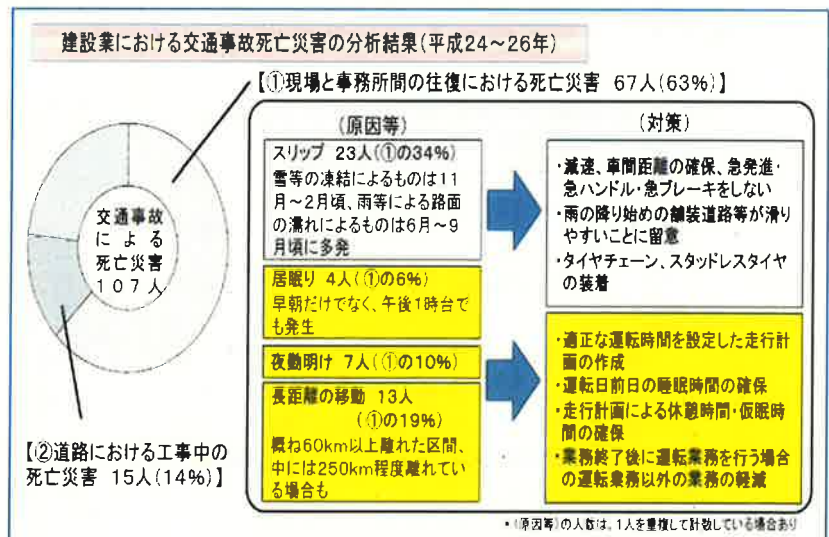 建設業における交通事故死亡災害の分析結果(平成24～26年)
【①現場と事務所間の往復における死亡災害 67人(63%)】
(原因等)
スリップ 23人(①の34%)
雪等の凍結によるものは11
月～2月頃、雨等による路面
の濡れによるものは6月～9
月頃に多発
居眠り 4人(①の6%)
早朝だけでなく、午後1時台で
も発生
夜勤明け 7人(①の10%)
長距離の移動 13人
(①の19%)
概ね60km以上離れた区間、
中には250km程度離れてい
る場合も
(対策)
・減速、車間距離の確保、急発進・
急ハンドル・急ブレーキをしない
・雨の降り始めの舗装道路等が滑り
やすいことに留意
・タイヤチェーン、スタッドレスタイヤ
の装着
・適正な運転時間を設定した走行計
画の作成
・運転日前日の睡眠時間の確保
・走行計画による休憩時間・仮眠時
間の確保
・業務終了後に運転業務を行う場合
の運転業務以外の業務の軽減
交通事故
による
死亡災害
107人
【②道路における工事中の
死亡災害 15人(14%)】
・(原因等)の人数は、1人を重複して計数している場合あり